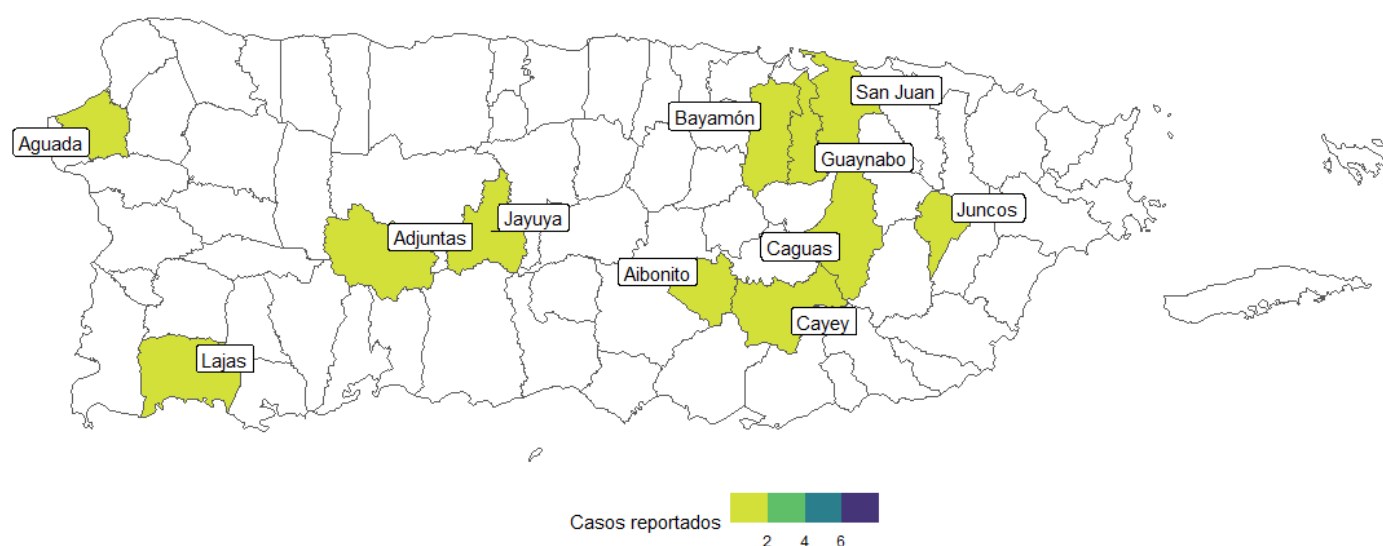 San Juan
Bayamón
Aguada
Guaynabo
Juncos
Jayuya
Adjuntas
Caguas
Aibonito
Cayey
Lajas
Casos reportados
2 4 6